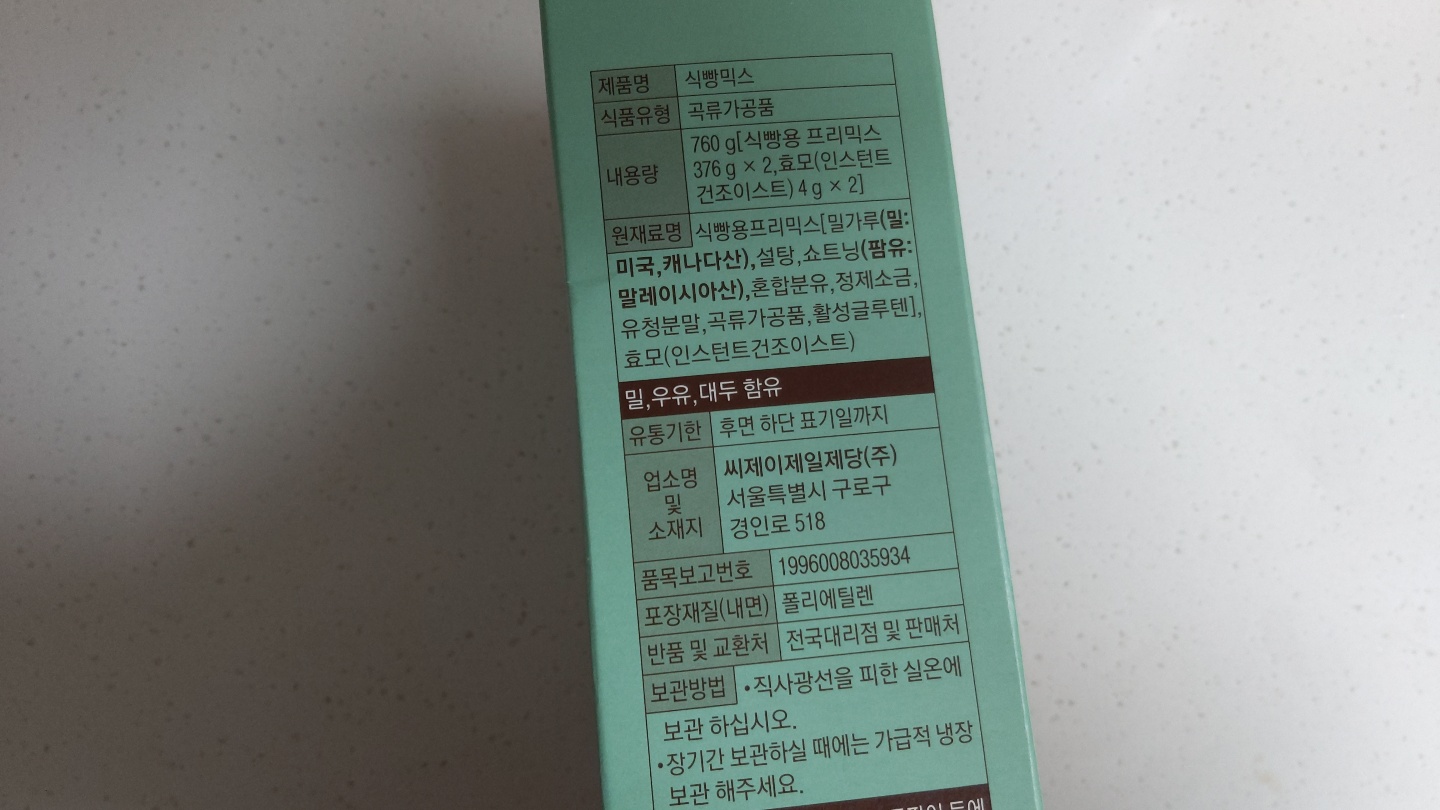 제품명 식빵믹스
식품유형 곡류가공품
내용량 760 g[식빵용 프리믹스
376 g × 2,효모(인스턴트
건조이스트) 4 g × 2]
원재료명 식빵용프리믹스[밀가루(밀:
미국,캐나다산),설탕,쇼트닝(팜유:
말레이시아산),혼합분유,정제소금,
유청분말,곡류가공품,활성글루텐],
효모(인스턴트건조이스트)
밀,우유,대두 함유
유통기한 후면 하단 표기일까지
업소명
및
소재지
씨제이제일제당(주)
서울특별시 구로구
경인로 518
품목보고번호 1996008035934
포장재질(내면) 폴리에틸렌
반품 및 교환처 전국대리점 및 판매처
보관방법 •직사광선을 피한 실온에
보관 하십시오.
•장기간 보관하실 때에는 가급적 냉장
보관 해주세요.